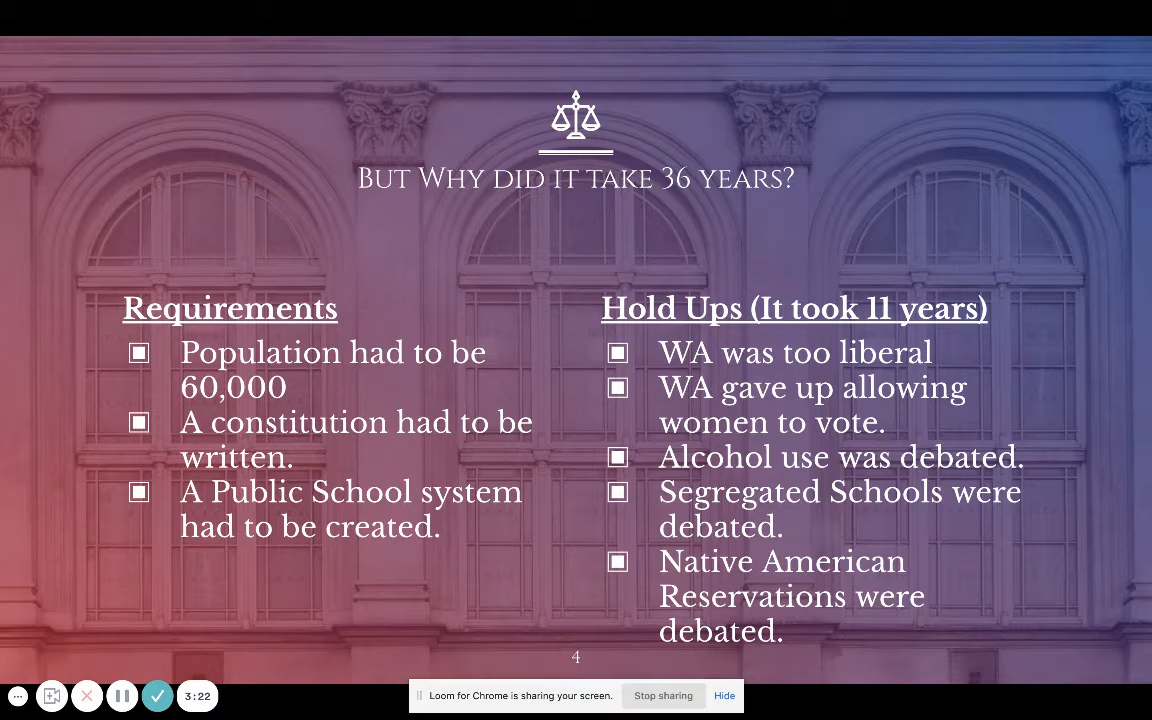 But Why did it take 36 years?
Requirements
Population had to be
60,000
A constitution had to be
written.
A Public School system
had to be created.
Hold Ups (It took 11 years)
WA was too liberal
WA gave up allowing
women to vote.
Alcohol use was debated.
Segregated Schools were
debated.
Native American
Reservations were
debated.
4
3:22
Loom for Chrome is sharing your screen.
Stop sharing
Hide